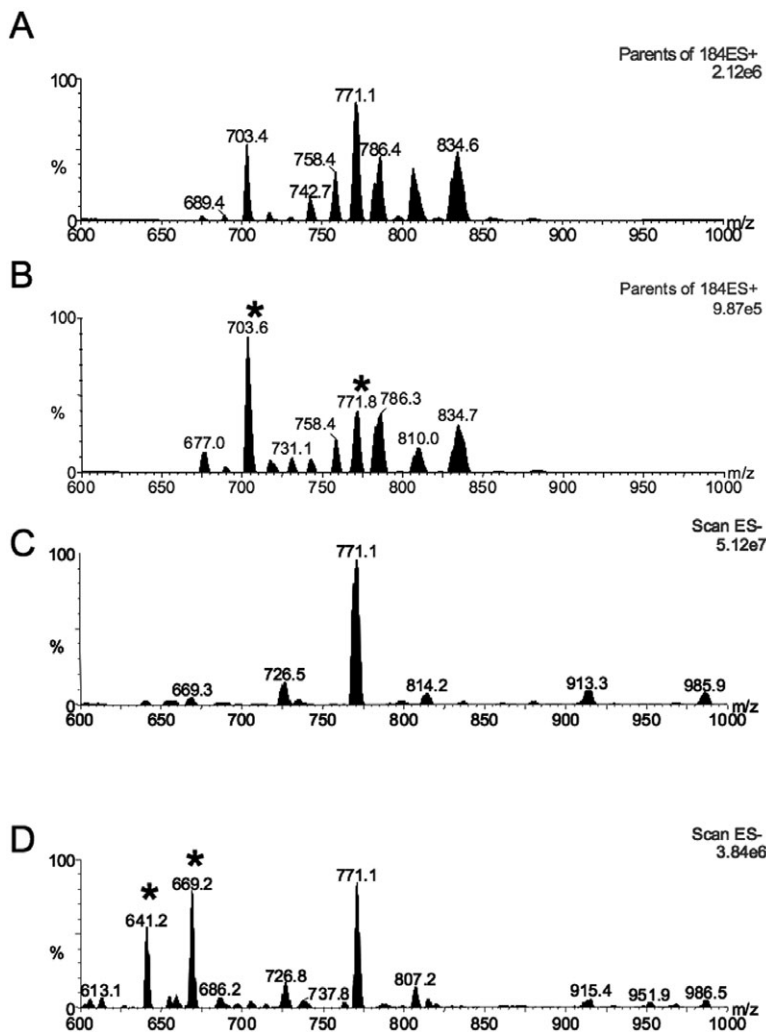 A
Parents of 184ES+
2.12e6
100
771.1
703.4
786.4
834.6
758.4
%
742.7
689.4
0
600 650 700 750 800 850 900 950 1000 m/z
B
Parents of 184ES+
9.87e5
*
100
703.6
*
771.8 786.3
%
758.4
834.7
677.0 731.1 810.0
0 m/z
600 650 700 750 800 850 900 950 1000
C
Scan ES-
5.12e7
100
771.1
%
726.5
669.3 814.2 913.3 985.9
0
600 650 700 750 800 850 900 950 1000 m/z
D
Scan ES-
3.84e6
*
100
*
669.2 771.1
641.2
%
726.8 807.2
613.1 686.2 737.8 915.4 951.9 986.5
0
600 650 700 750 800 850 900 950 1000 m/z